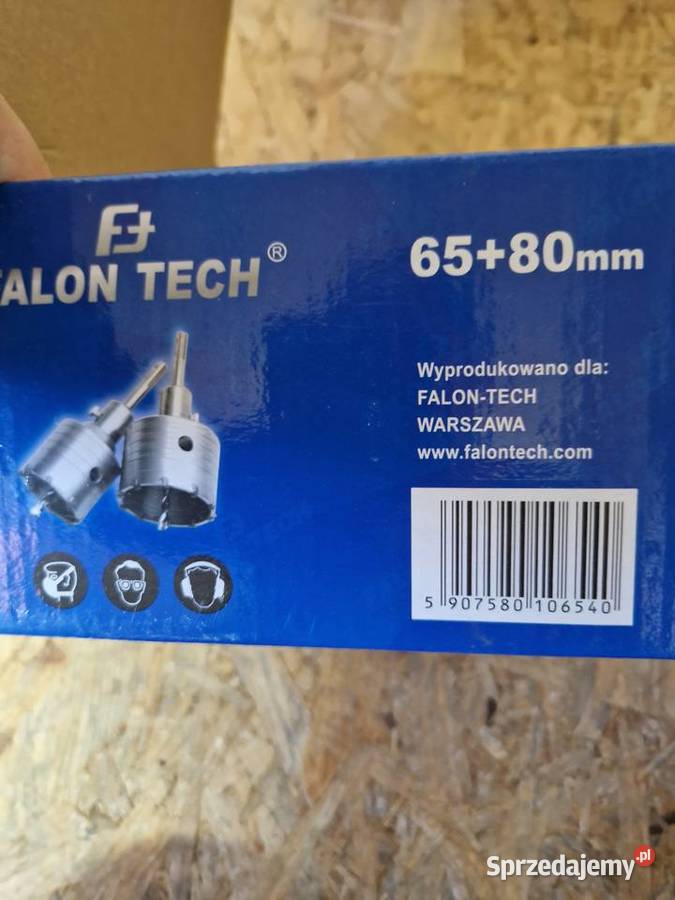 FALON TECH®
65+80mm
Wyprodukowano dla:
FALON-TECH
WARSZAWA
www.falontech.com
5 907580 106540
Sprzedajemy.pl